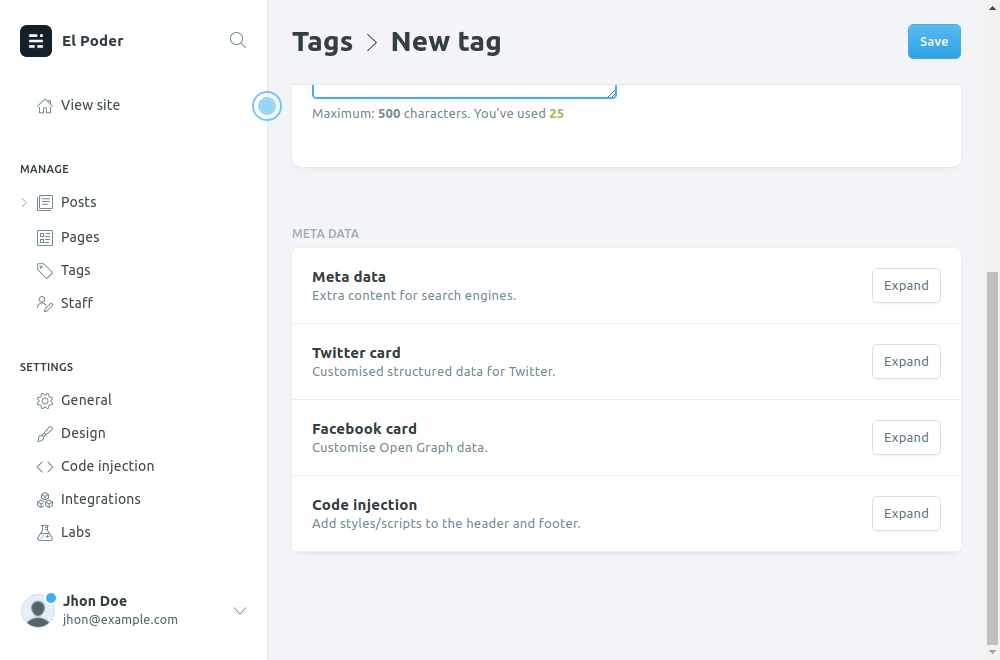 El Poder
View site
MANAGE
Posts
Pages
Tags
Staff
SETTINGS
General
Design
Code injection
Integrations
Labs
Jhon Doe
jhon@example.com
Tags > New tag
Save
Maximum: 500 characters. You’ve used 25
META DATA
Meta data
Extra content for search engines.
Expand
Twitter card
Customised structured data for Twitter.
Expand
Facebook card
Customise Open Graph data.
Expand
Code injection
Add styles/scripts to the header and footer.
Expand